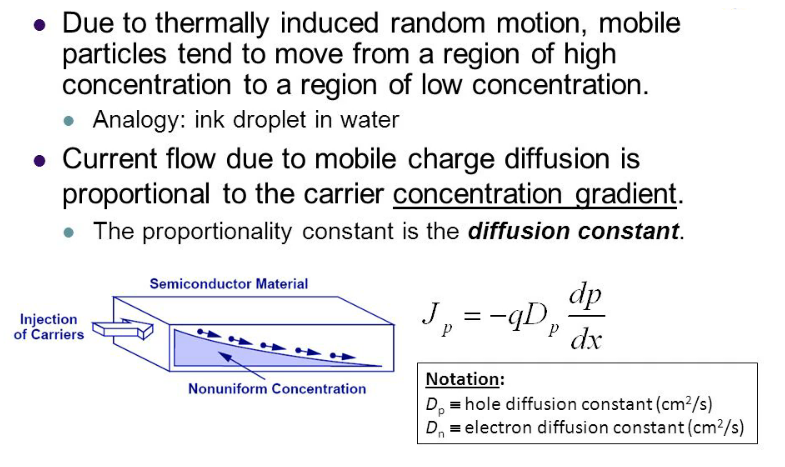 Due to thermally induced random motion, mobile
particles tend to move from a region of high
concentration to a region of low concentration.
Analogy: ink droplet in water
Current flow due to mobile charge diffusion is
proportional to the carrier concentration gradient.
The proportionality constant is the diffusion constant.
Semiconductor Material
Injection
of Carriers
Nonuniform Concentration
J_p = -qD_p dp/dx
Notation:
D_p ≡ hole diffusion constant (cm²/s)
D_n ≡ electron diffusion constant (cm²/s)